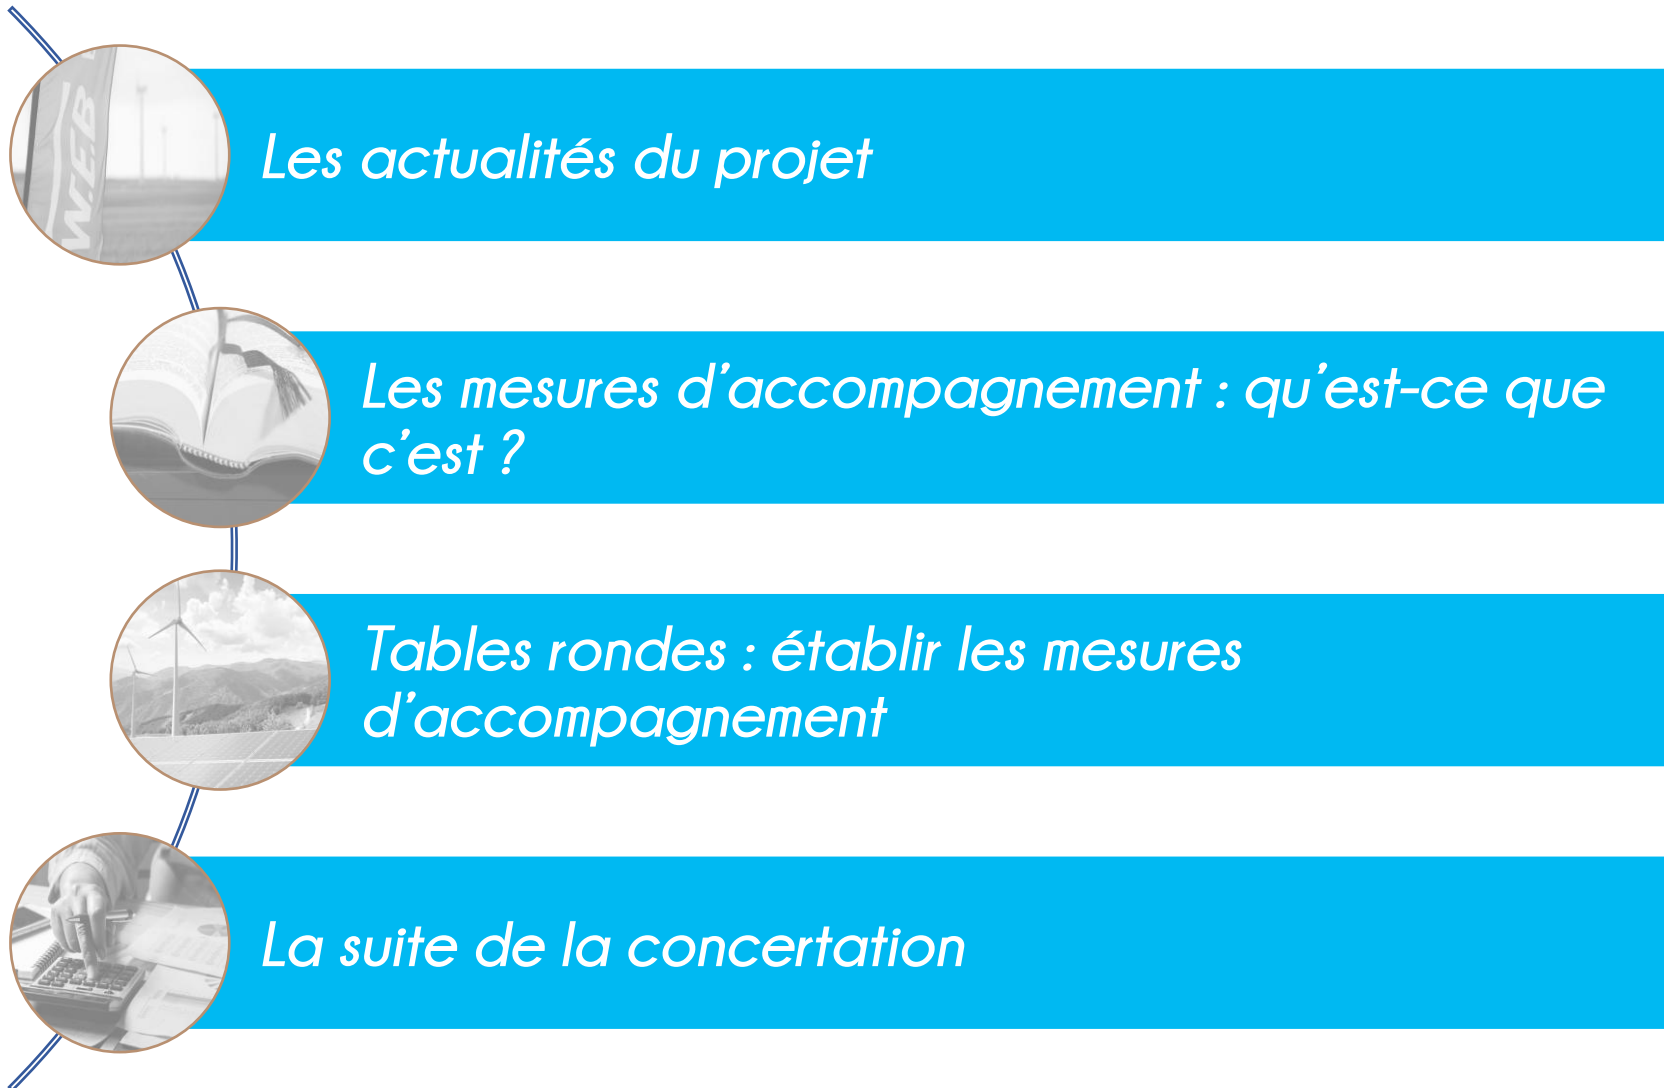 W.E.B
Les actualités du projet
Les mesures d’accompagnement : qu’est-ce que
c’est ?
Tables rondes : établir les mesures
d’accompagnement
La suite de la concertation